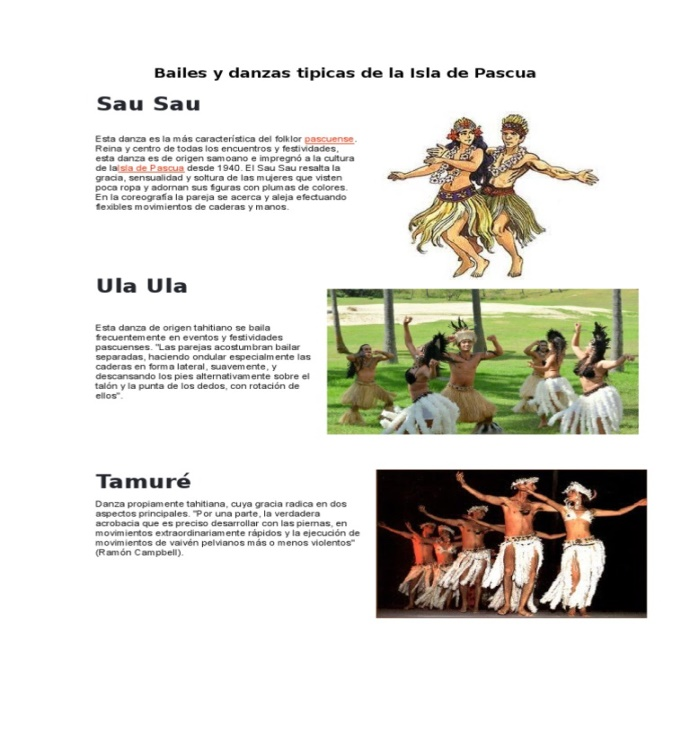 Bailes y danzas tipicas de la Isla de Pascua
Sau Sau
Esta danza es la más característica del folklor pascuense.
Reina y centro de todas los encuentros y festividades,
esta danza es de origen samoano e impregnó a la cultura
de laIsla de Pascua desde 1940. El Sau Sau resalta la
gracia, sensualidad y soltura de las mujeres que visten
poca ropa y adornan sus figuras con plumas de colores.
En la coreografía la pareja se acerca y aleja efectuando
flexibles movimientos de caderas y manos.
Ula Ula
Esta danza de origen tahitiano se baila
frecuentemente en eventos y festividades
pascuenses. "Las parejas acostumbran bailar
separadas, haciendo ondular especialmente las
caderas en forma lateral, suavemente, y
descansando los pies alternativamente sobre el
talón y la punta de los dedos, con rotación de
ellos".
Tamuré
Danza propiamente tahitiana, cuya gracia radica en dos
aspectos principales. "Por una parte, la verdadera
acrobacia que es preciso desarrollar con las piernas, en
movimientos extraordinariamente rápidos y la ejecución de
movimientos de vaivén pelvianos más o menos violentos"
(Ramón Campbell).